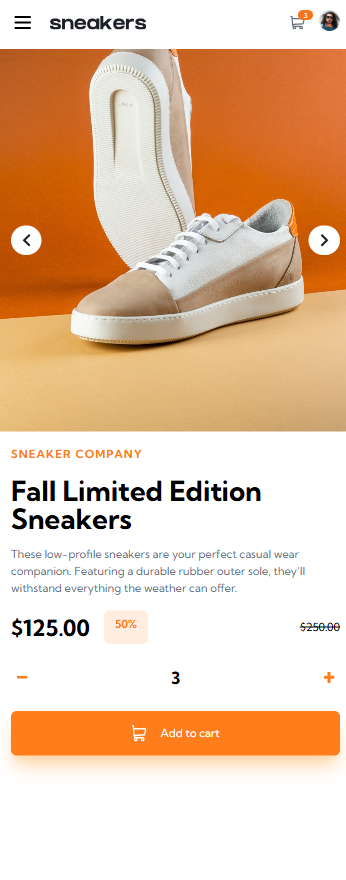 sneakers
3
SNEAKER COMPANY
Fall Limited Edition
Sneakers
These low-profile sneakers are your perfect casual wear
companion. Featuring a durable rubber outer sole, they'll
withstand everything the weather can offer.
$125.00 50% $250.00
− 3 +
Add to cart